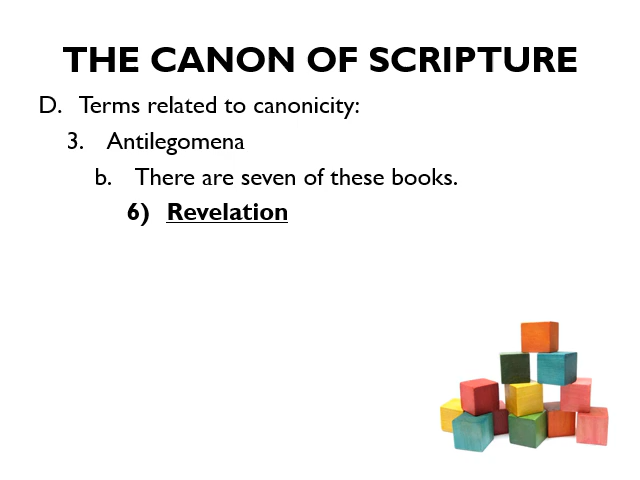 THE CANON OF SCRIPTURE
D. Terms related to canonicity:
3. Antilegomena
b. There are seven of these books.
6) Revelation